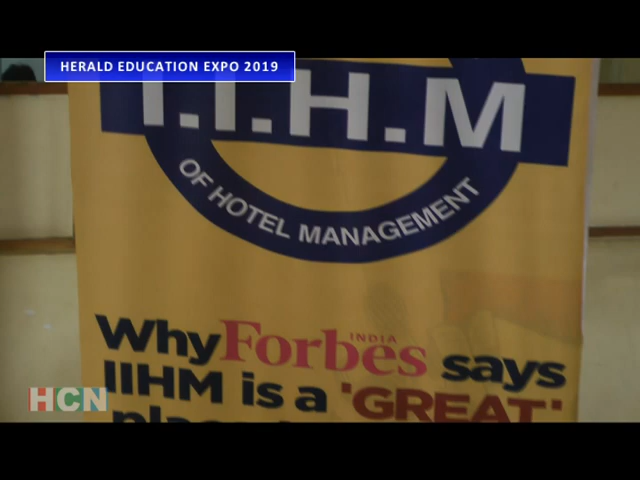 HERALD EDUCATION EXPO 2019
I.I.H.M
OF HOTEL MANAGEMENT
Why Forbes INDIA says
IIHM is a 'GREAT'
HCN